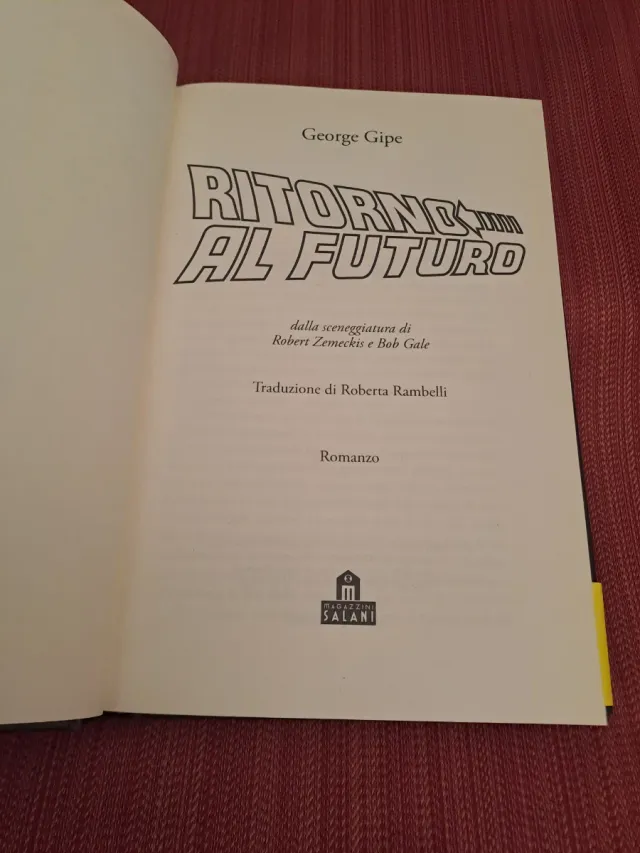 George Gipe
RITORNO
AL FUTURO
dalla sceneggiatura di
Robert Zemeckis e Bob Gale
Traduzione di Roberta Rambelli
Romanzo
M
MAGAZZINI
SALANI